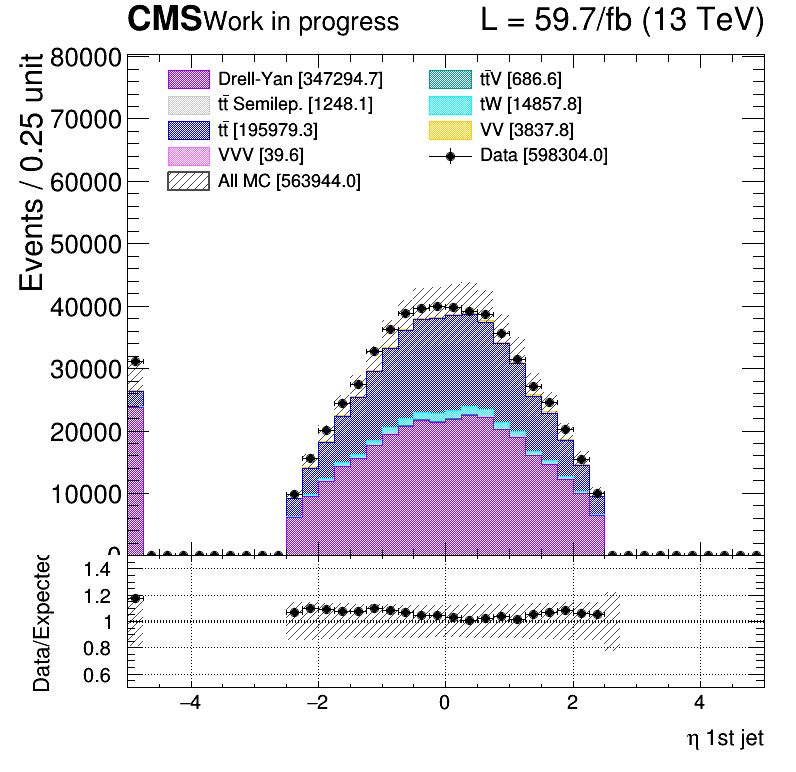 CMS Work in progress L = 59.7/fb (13 TeV)
Events / 0.25 unit
80000
70000
60000
50000
40000
30000
20000
10000
0
Drell-Yan [347294.7]
tt̄ Semilep. [1248.1]
tt̄ [195979.3]
VVV [39.6]
All MC [563944.0]
tt̄V [686.6]
tW [14857.8]
VV [3837.8]
Data [598304.0]
Data/Expected
1.4
1.2
1
0.8
0.6
−4 −2 0 2 4
η 1st jet